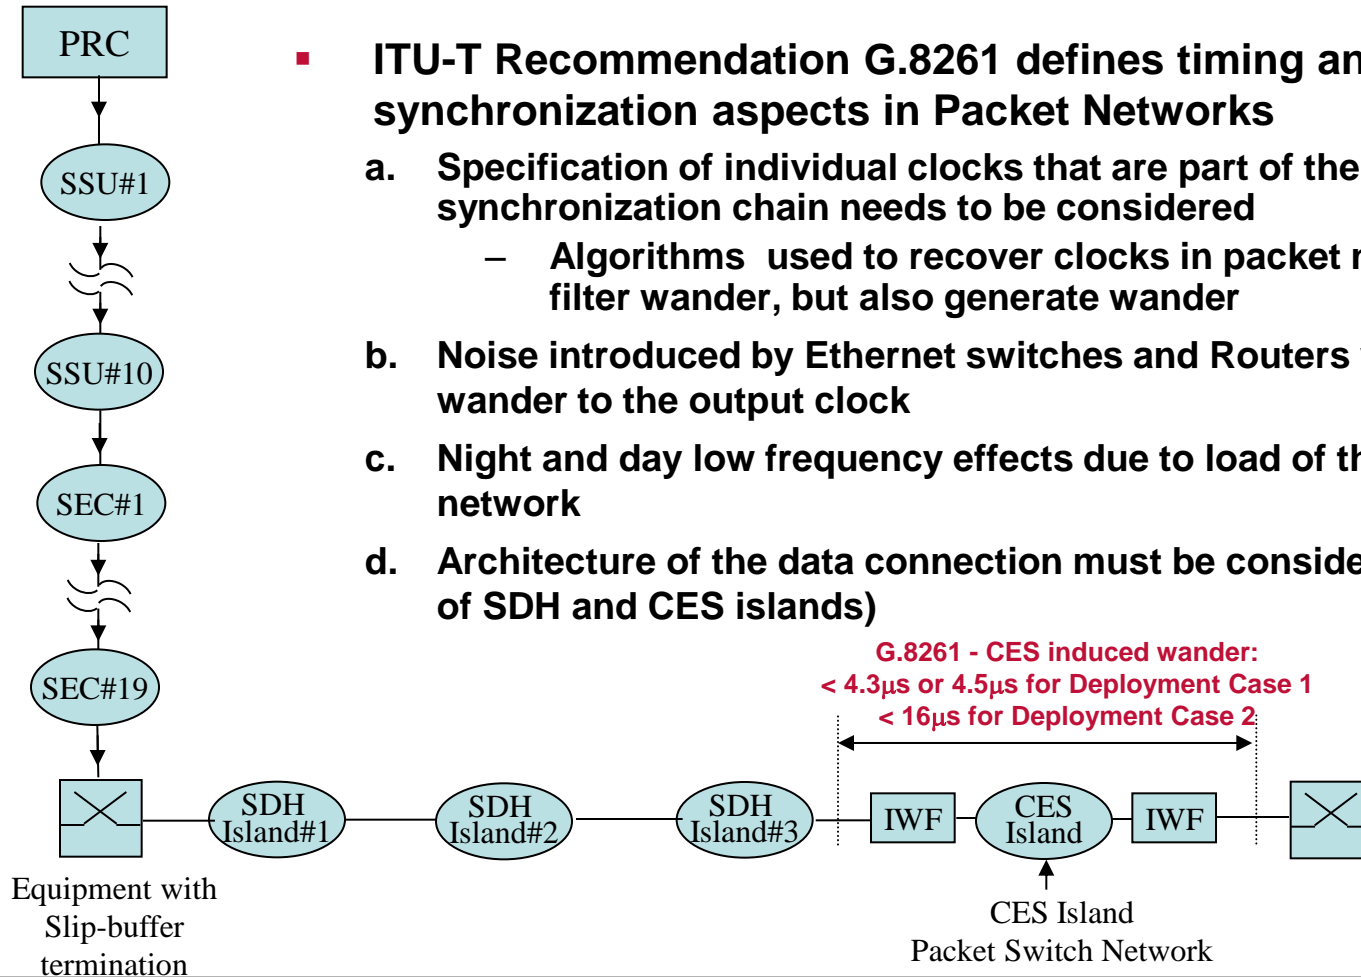 PRC
SSU#1
SSU#10
SEC#1
SEC#19
ITU-T Recommendation G.8261 defines timing an
synchronization aspects in Packet Networks
a. Specification of individual clocks that are part of the
synchronization chain needs to be considered
– Algorithms used to recover clocks in packet
filter wander, but also generate wander
b. Noise introduced by Ethernet switches and Routers
wander to the output clock
c. Night and day low frequency effects due to load of th
network
d. Architecture of the data connection must be conside
of SDH and CES islands)
G.8261 - CES induced wander:
< 4.3μs or 4.5μs for Deployment Case 1
< 16μs for Deployment Case 2
SDH
Island#1
SDH
Island#2
SDH
Island#3
IWF
CES
Island
IWF
Equipment with
Slip-buffer
termination
CES Island
Packet Switch Network